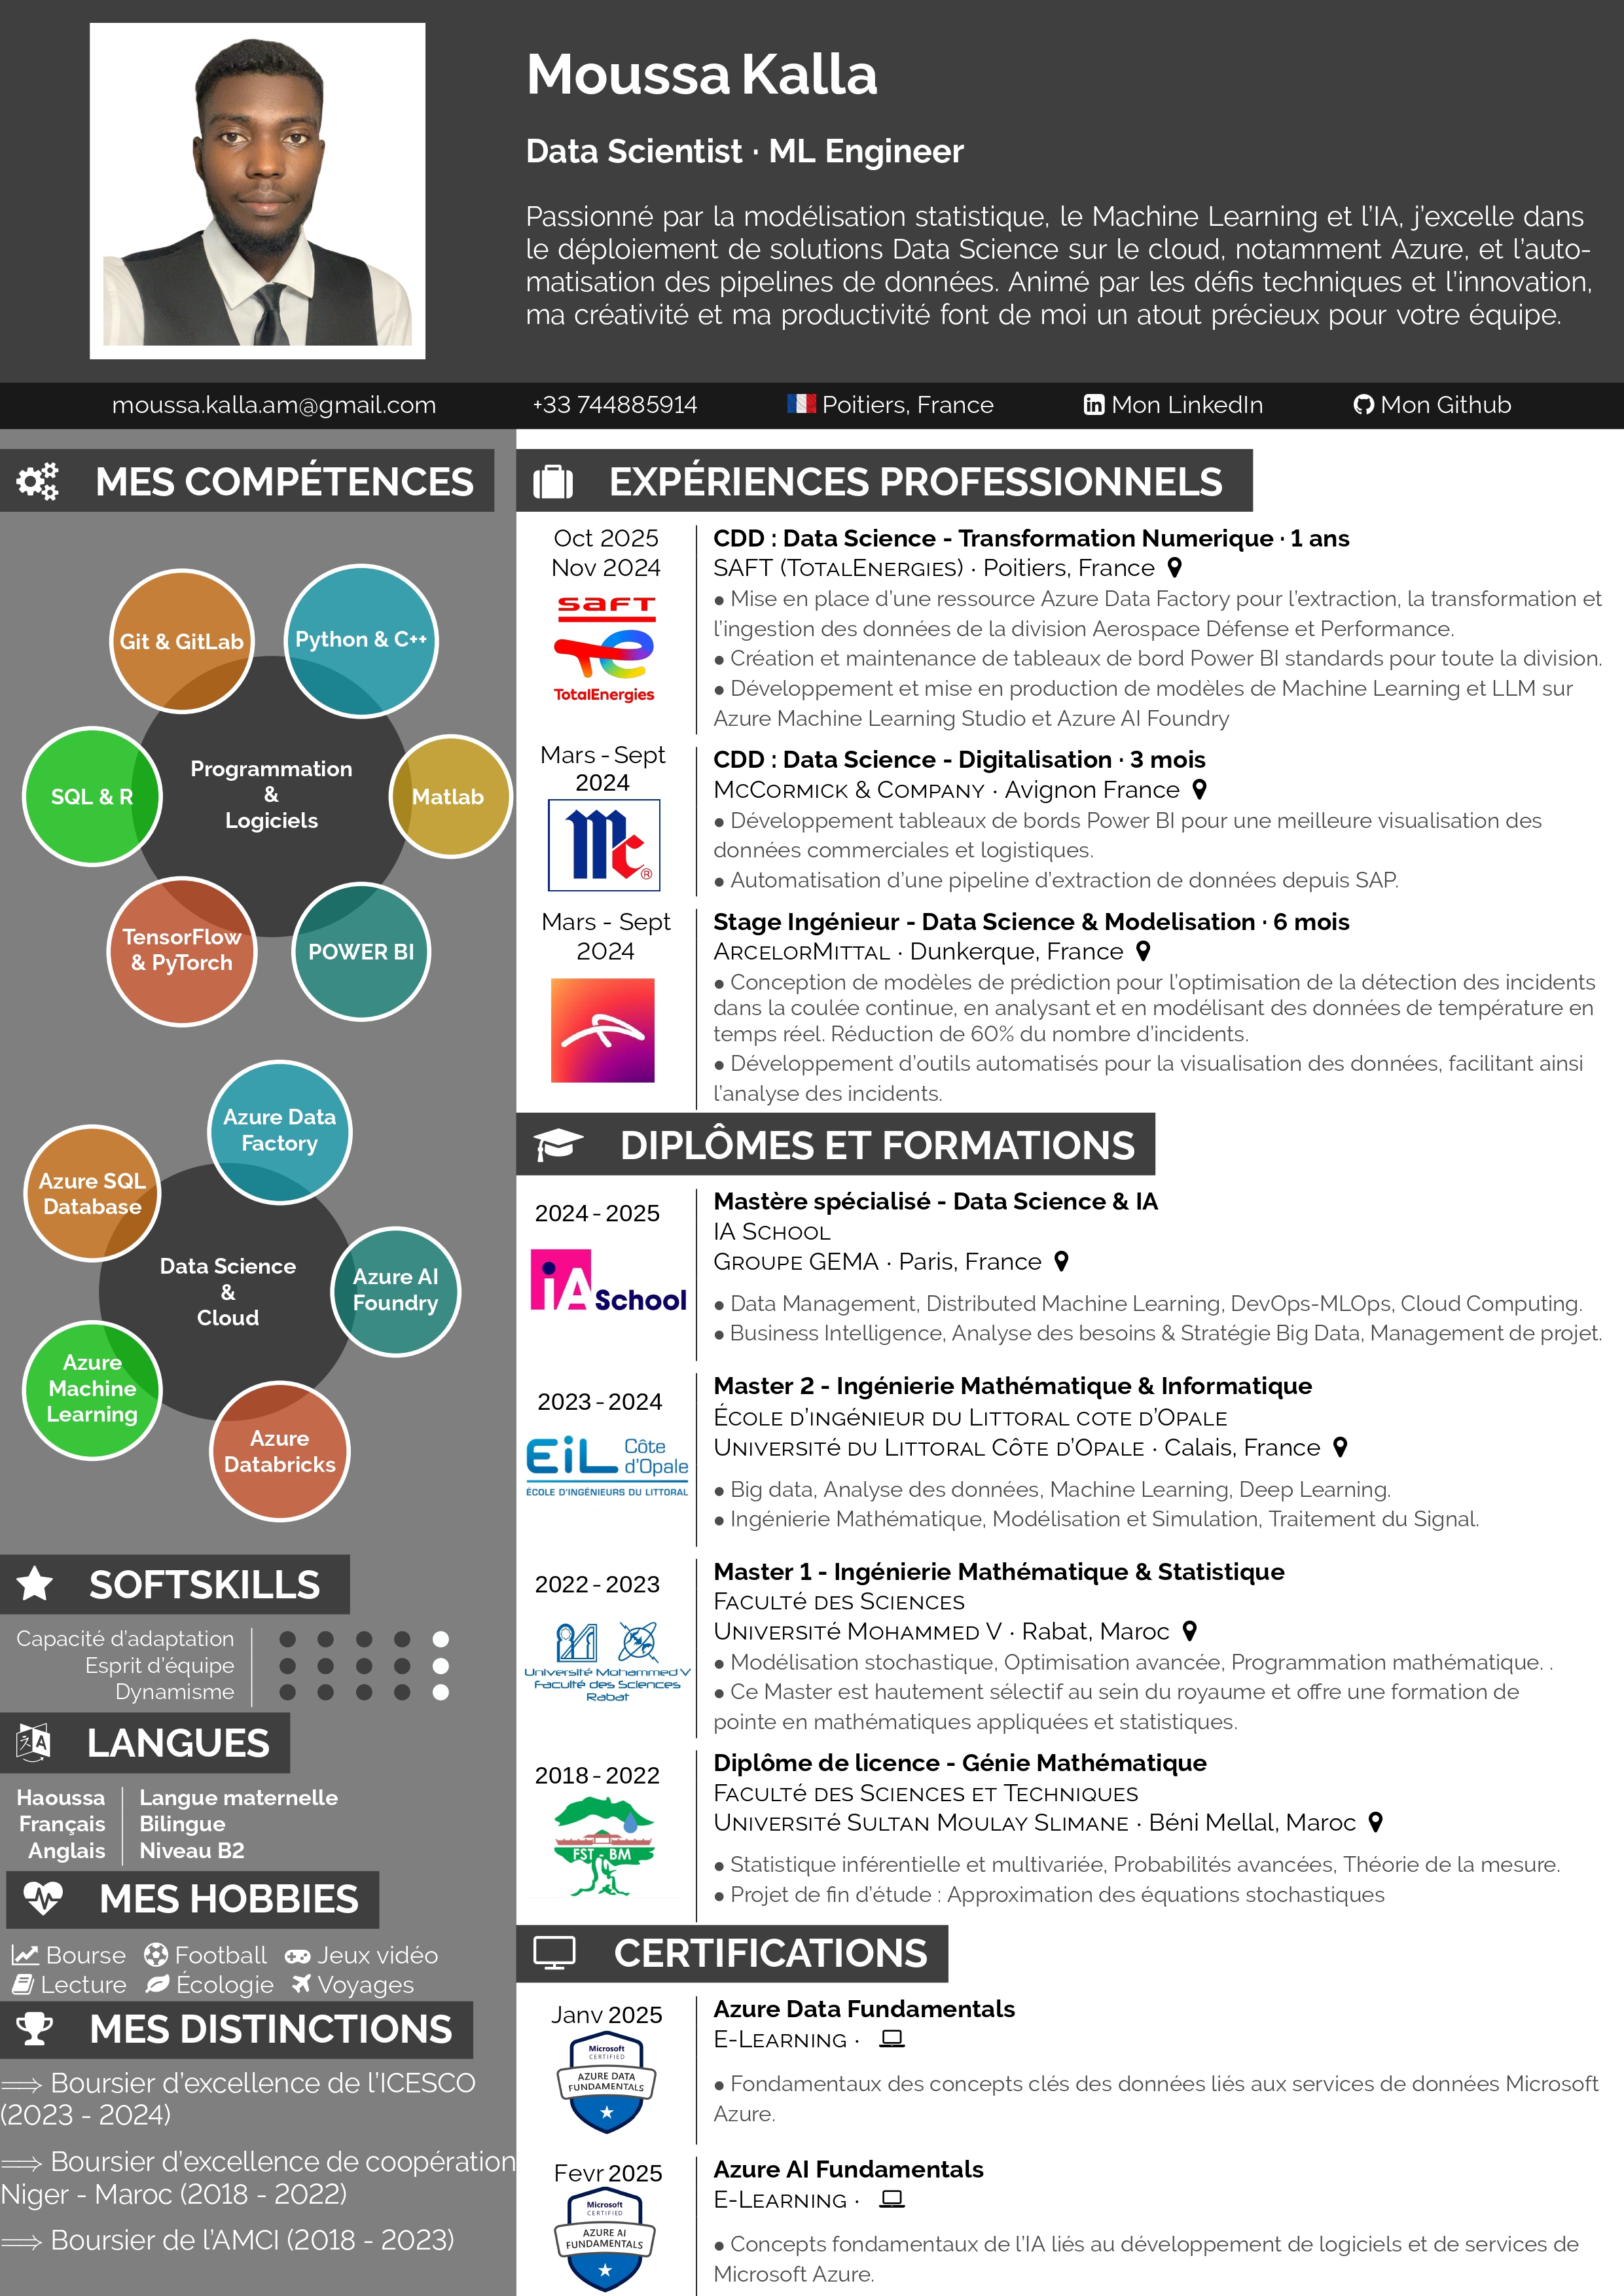 Moussa Kalla
Data Scientist · ML Engineer
Passionné par la modélisation statistique, le Machine Learning et l'IA, j'excelle dans
le déploiement de solutions Data Science sur le cloud, notamment Azure, et l'auto-
matisation des pipelines de données. Animé par les défis techniques et l'innovation,
ma créativité et ma productivité font de moi un atout précieux pour votre équipe.
moussa.kalla.am@gmail.com +33 744885914 Poitiers, France Mon LinkedIn Mon Github
MES COMPÉTENCES
Git & GitLab
Python & C++
SQL & R
Programmation
&
Logiciels
Matlab
TensorFlow
& PyTorch
POWER BI
Azure Data
Factory
Azure SQL
Database
Data Science
&
Cloud
Azure AI
Foundry
Azure
Machine
Learning
Azure
Databricks
SOFTSKILLS
Capacité d'adaptation
Esprit d'équipe
Dynamisme
LANGUES
Haoussa Langue maternelle
Français Bilingue
Anglais Niveau B2
MES HOBBIES
Bourse Football Jeux vidéo
Lecture Écologie Voyages
MES DISTINCTIONS
⟹ Boursier d'excellence de l'ICESCO
(2023 - 2024)
⟹ Boursier d'excellence de coopération
Niger - Maroc (2018 - 2022)
⟹ Boursier de l'AMCI (2018 - 2023)
EXPÉRIENCES PROFESSIONNELS
Oct 2025
Nov 2024
SAFT
TotalEnergies
CDD : Data Science - Transformation Numerique · 1 ans
SAFT (TotalEnergies) · Poitiers, France
● Mise en place d'une ressource Azure Data Factory pour l'extraction, la transformation et
l'ingestion des données de la division Aerospace Défense et Performance.
● Création et maintenance de tableaux de bord Power BI standards pour toute la division.
● Développement et mise en production de modèles de Machine Learning et LLM sur
Azure Machine Learning Studio et Azure AI Foundry
Mars - Sept
2024
Mc ®
CDD : Data Science - Digitalisation · 3 mois
McCormick & Company · Avignon France
● Développement tableaux de bords Power BI pour une meilleure visualisation des
données commerciales et logistiques.
● Automatisation d'une pipeline d'extraction de données depuis SAP.
Mars - Sept
2024
Stage Ingénieur - Data Science & Modelisation · 6 mois
ArcelorMittal · Dunkerque, France
● Conception de modèles de prédiction pour l'optimisation de la détection des incidents
dans la coulée continue, en analysant et en modélisant des données de température en
temps réel. Réduction de 60% du nombre d'incidents.
● Développement d'outils automatisés pour la visualisation des données, facilitant ainsi
l'analyse des incidents.
DIPLÔMES ET FORMATIONS
2024 - 2025
iA School
Mastère spécialisé - Data Science & IA
IA School
Groupe GEMA · Paris, France
● Data Management, Distributed Machine Learning, DevOps-MLOps, Cloud Computing.
● Business Intelligence, Analyse des besoins & Stratégie Big Data, Management de projet.
2023 - 2024
EiL Côte
d'Opale
ÉCOLE D'INGÉNIEURS DU LITTORAL
Master 2 - Ingénierie Mathématique & Informatique
École d'ingénieur du Littoral cote d'Opale
Université du Littoral Côte d'Opale · Calais, France
● Big data, Analyse des données, Machine Learning, Deep Learning.
● Ingénierie Mathématique, Modélisation et Simulation, Traitement du Signal.
2022 - 2023
Université Mohammed V
Faculté des Sciences
Rabat
Master 1 - Ingénierie Mathématique & Statistique
Faculté des Sciences
Université Mohammed V · Rabat, Maroc
● Modélisation stochastique, Optimisation avancée, Programmation mathématique. .
● Ce Master est hautement sélectif au sein du royaume et offre une formation de
pointe en mathématiques appliquées et statistiques.
2018 - 2022
FST - BM
Diplôme de licence - Génie Mathématique
Faculté des Sciences et Techniques
Université Sultan Moulay Slimane · Béni Mellal, Maroc
● Statistique inférentielle et multivariée, Probabilités avancées, Théorie de la mesure.
● Projet de fin d'étude : Approximation des équations stochastiques
CERTIFICATIONS
Janv 2025
Microsoft
CERTIFIED
AZURE DATA
FUNDAMENTALS
Azure Data Fundamentals
E-Learning ·
● Fondamentaux des concepts clés des données liés aux services de données Microsoft
Azure.
Fevr 2025
Microsoft
CERTIFIED
AZURE AI
FUNDAMENTALS
Azure AI Fundamentals
E-Learning ·
● Concepts fondamentaux de l'IA liés au développement de logiciels et de services de
Microsoft Azure.